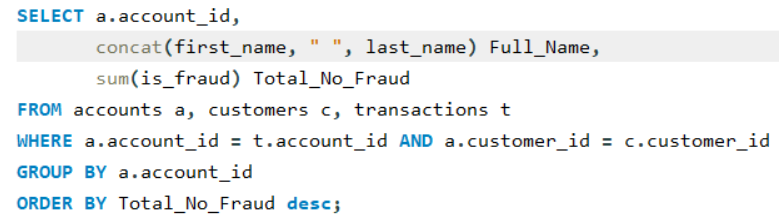 SELECT a.account_id,
concat(first_name, " ", last_name) Full_Name,
sum(is_fraud) Total_No_Fraud
FROM accounts a, customers c, transactions t
WHERE a.account_id = t.account_id AND a.customer_id = c.customer_id
GROUP BY a.account_id
ORDER BY Total_No_Fraud desc;